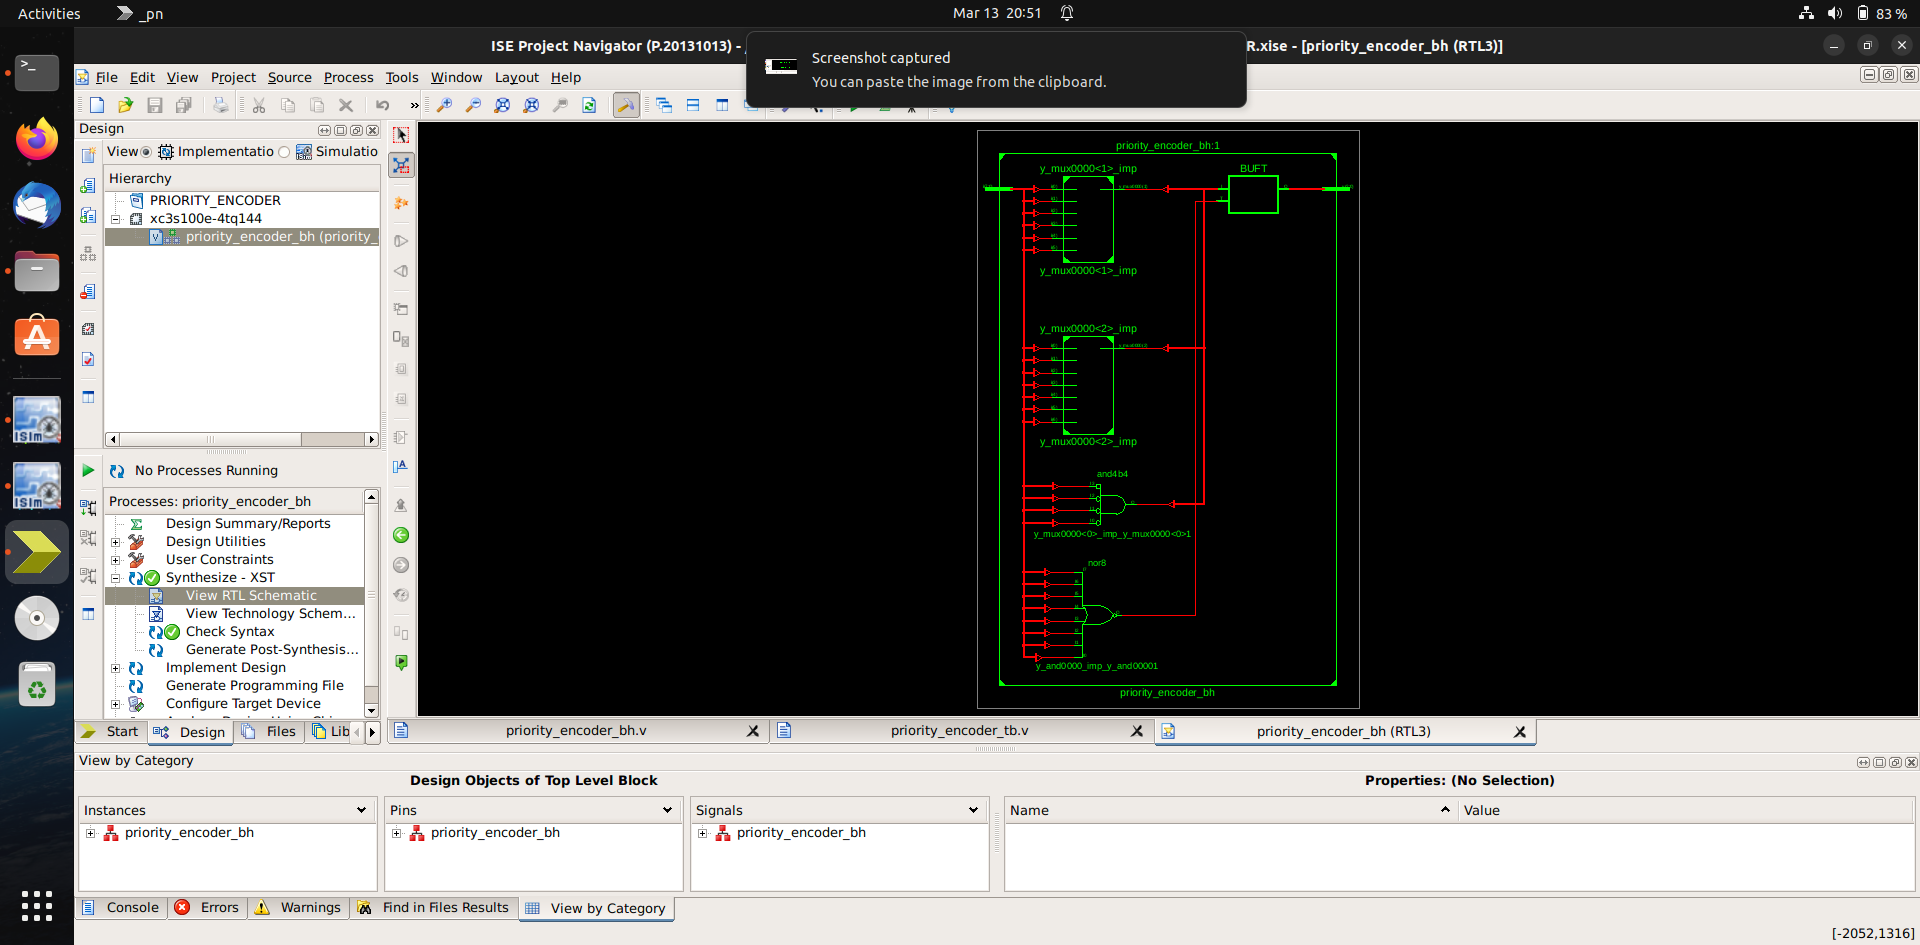 Activities
_pn
Mar 13 20:51
83 %
ISE Project Navigator (P.20131013) -
R.xise - [priority_encoder_bh (RTL3)]
Screenshot captured
You can paste the image from the clipboard.
File Edit View Project Source Process Tools Window Layout Help
Design
View Implementatio Simulatio
Hierarchy
PRIORITY_ENCODER
xc3s100e-4tq144
priority_encoder_bh (priority_
No Processes Running
Processes: priority_encoder_bh
Design Summary/Reports
Design Utilities
User Constraints
Synthesize - XST
View RTL Schematic
View Technology Schem...
Check Syntax
Generate Post-Synthesis...
Implement Design
Generate Programming File
Configure Target Device
Start
Design
Files
Lib
priority_encoder_bh:1
y_mux0000<1>_imp
BUFT
y_mux0000<1>_imp
y_mux0000<2>_imp
y_mux0000<2>_imp
and4b4
y_mux0000<0>_imp_y_mux0000<0>1
nor8
y_and0000_imp_y_and00001
priority_encoder_bh
priority_encoder_bh.v
priority_encoder_tb.v
priority_encoder_bh (RTL3)
View by Category
Design Objects of Top Level Block
Properties: (No Selection)
Instances
Pins
Signals
Name
Value
priority_encoder_bh
priority_encoder_bh
priority_encoder_bh
Console
Errors
Warnings
Find in Files Results
View by Category
[-2052,1316]
ISim
ISim